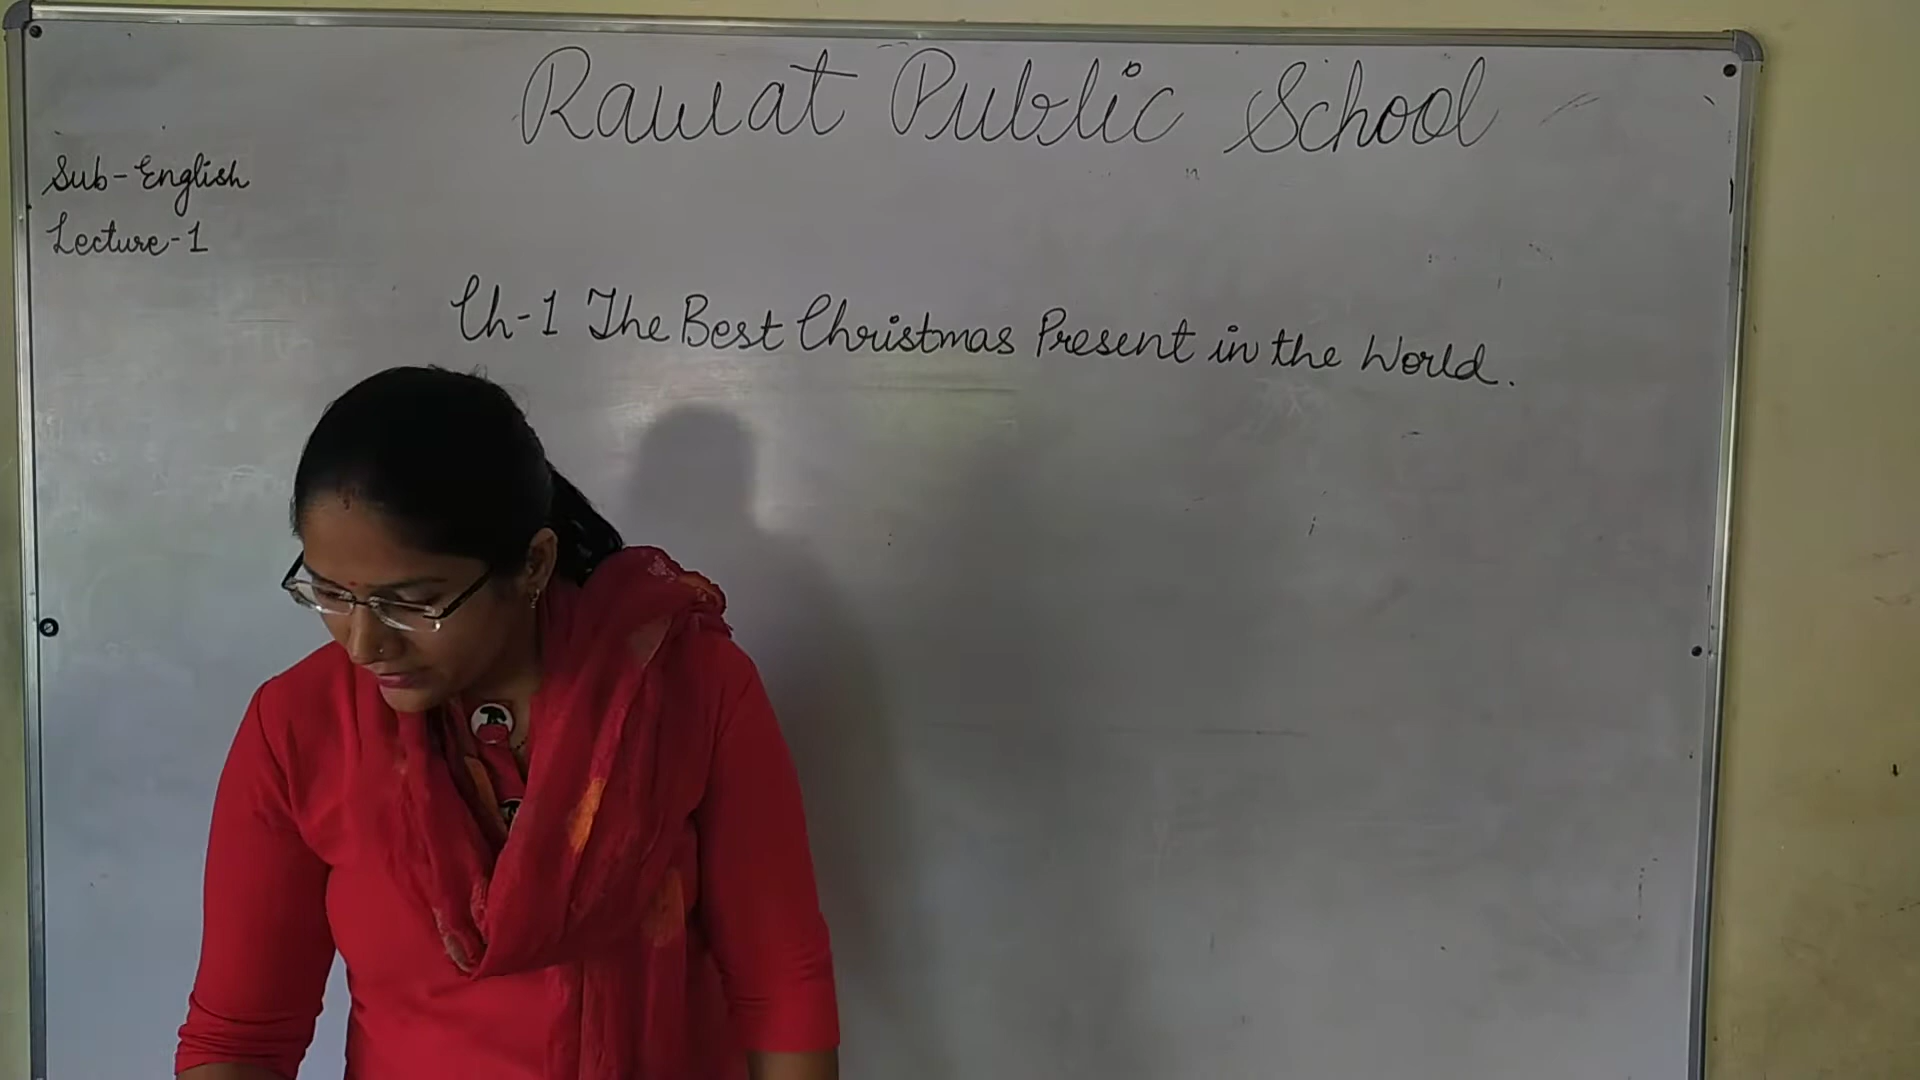 Rawat Public School
Sub-English
Lecture-1
Ch-1 The Best Christmas Present in the World.